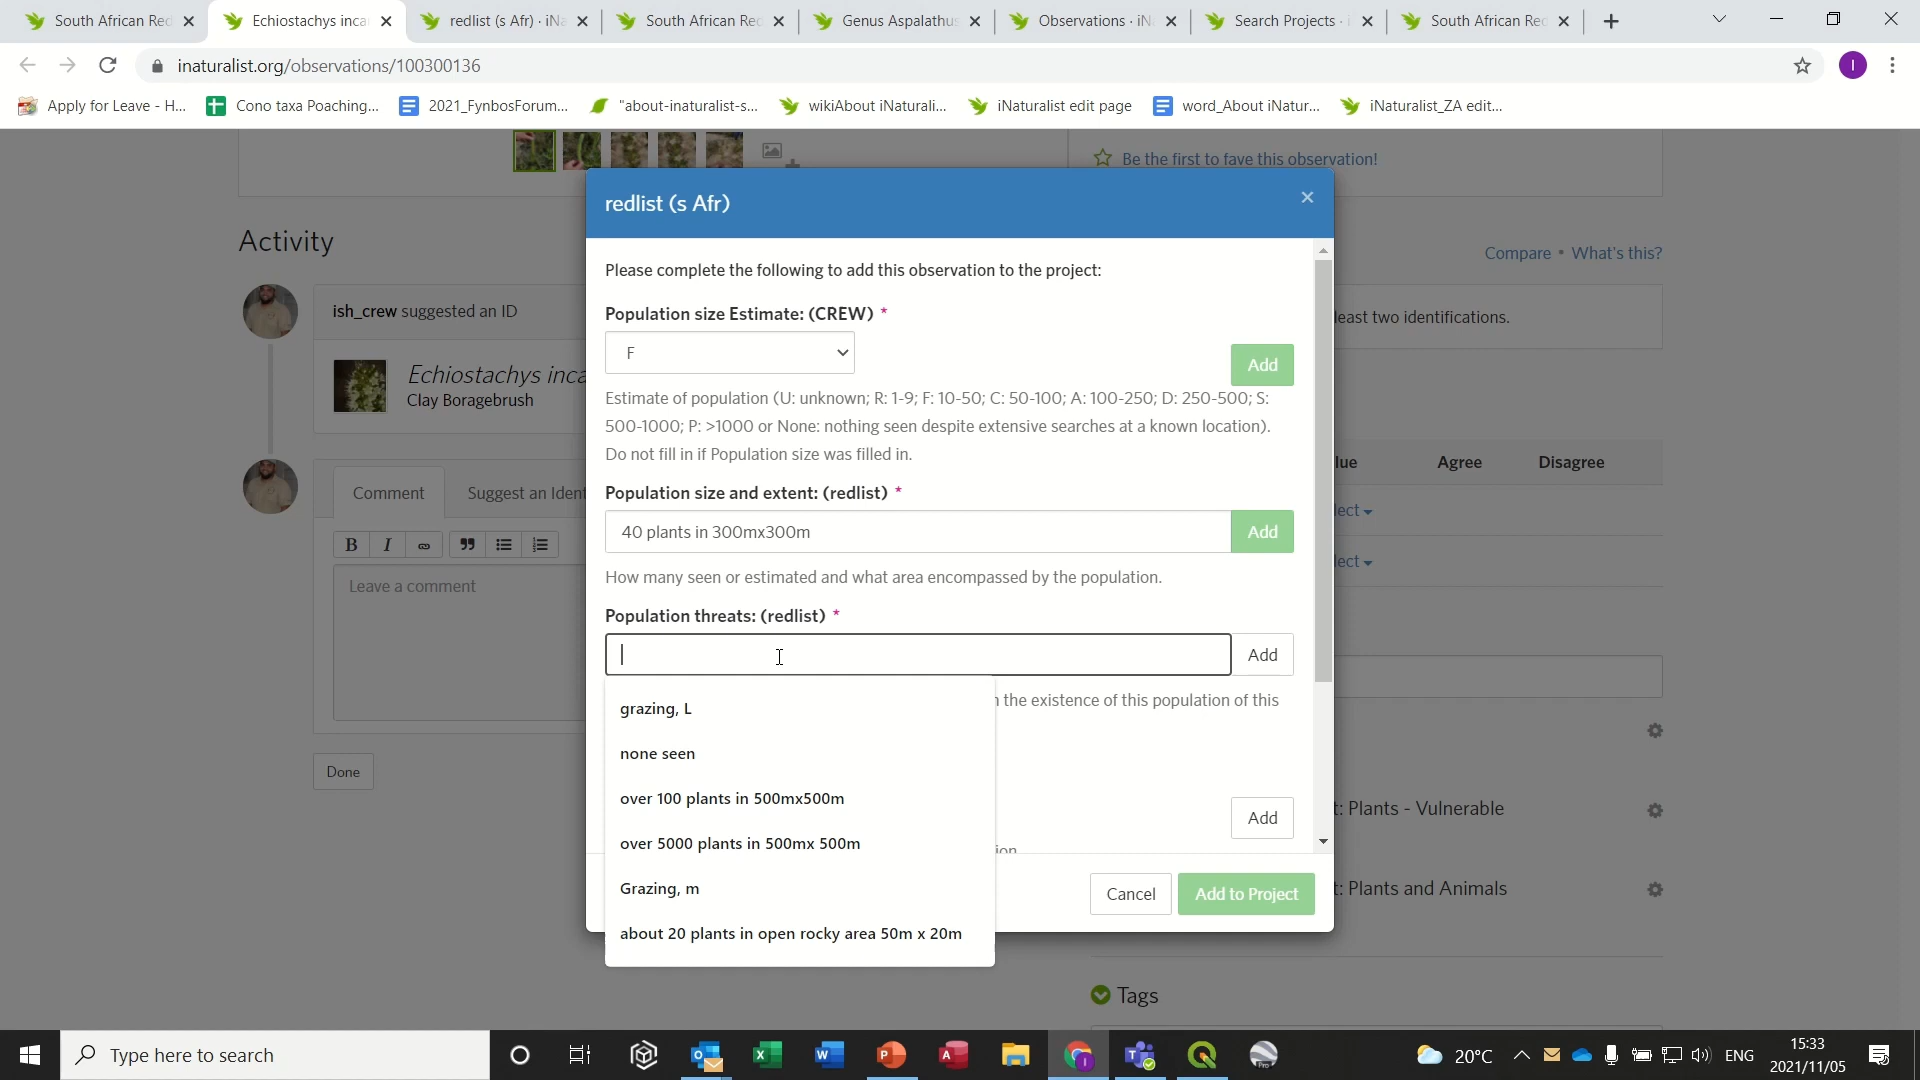 South African Red
Echiostachys inca
redlist (s Afr) · iNa
South African Rec
Genus Aspalathus
Observations · iN
Search Projects · i
South African Rec
inaturalist.org/observations/100300136
I
Apply for Leave - H...
Cono taxa Poaching...
2021_FynbosForum...
"about-inaturalist-s...
wikiAbout iNaturali...
iNaturalist edit page
word_About iNatur...
iNaturalist_ZA edit...
Be the first to fave this observation!
redlist (s Afr)
Activity
Compare • What's this?
Please complete the following to add this observation to the project:
ish_crew suggested an ID
Population size Estimate: (CREW) *
least two identifications.
F
Add
Echiostachys inca
Clay Boragebrush
Estimate of population (U: unknown; R: 1-9; F: 10-50; C: 50-100; A: 100-250; D: 250-500; S:
500-1000; P: >1000 or None: nothing seen despite extensive searches at a known location).
Do not fill in if Population size was filled in.
lue Agree Disagree
Comment
Suggest an Ident
Population size and extent: (redlist) *
lect
40 plants in 300mx300m
Add
B I
lect
How many seen or estimated and what area encompassed by the population.
Leave a comment
Population threats: (redlist) *
Add
n the existence of this population of this
grazing, L
none seen
over 100 plants in 500mx500m
over 5000 plants in 500mx 500m
Grazing, m
about 20 plants in open rocky area 50m x 20m
Done
Add
ion
t: Plants - Vulnerable
Cancel
Add to Project
t: Plants and Animals
Tags
Type here to search
20°C
ENG
15:33
2021/11/05